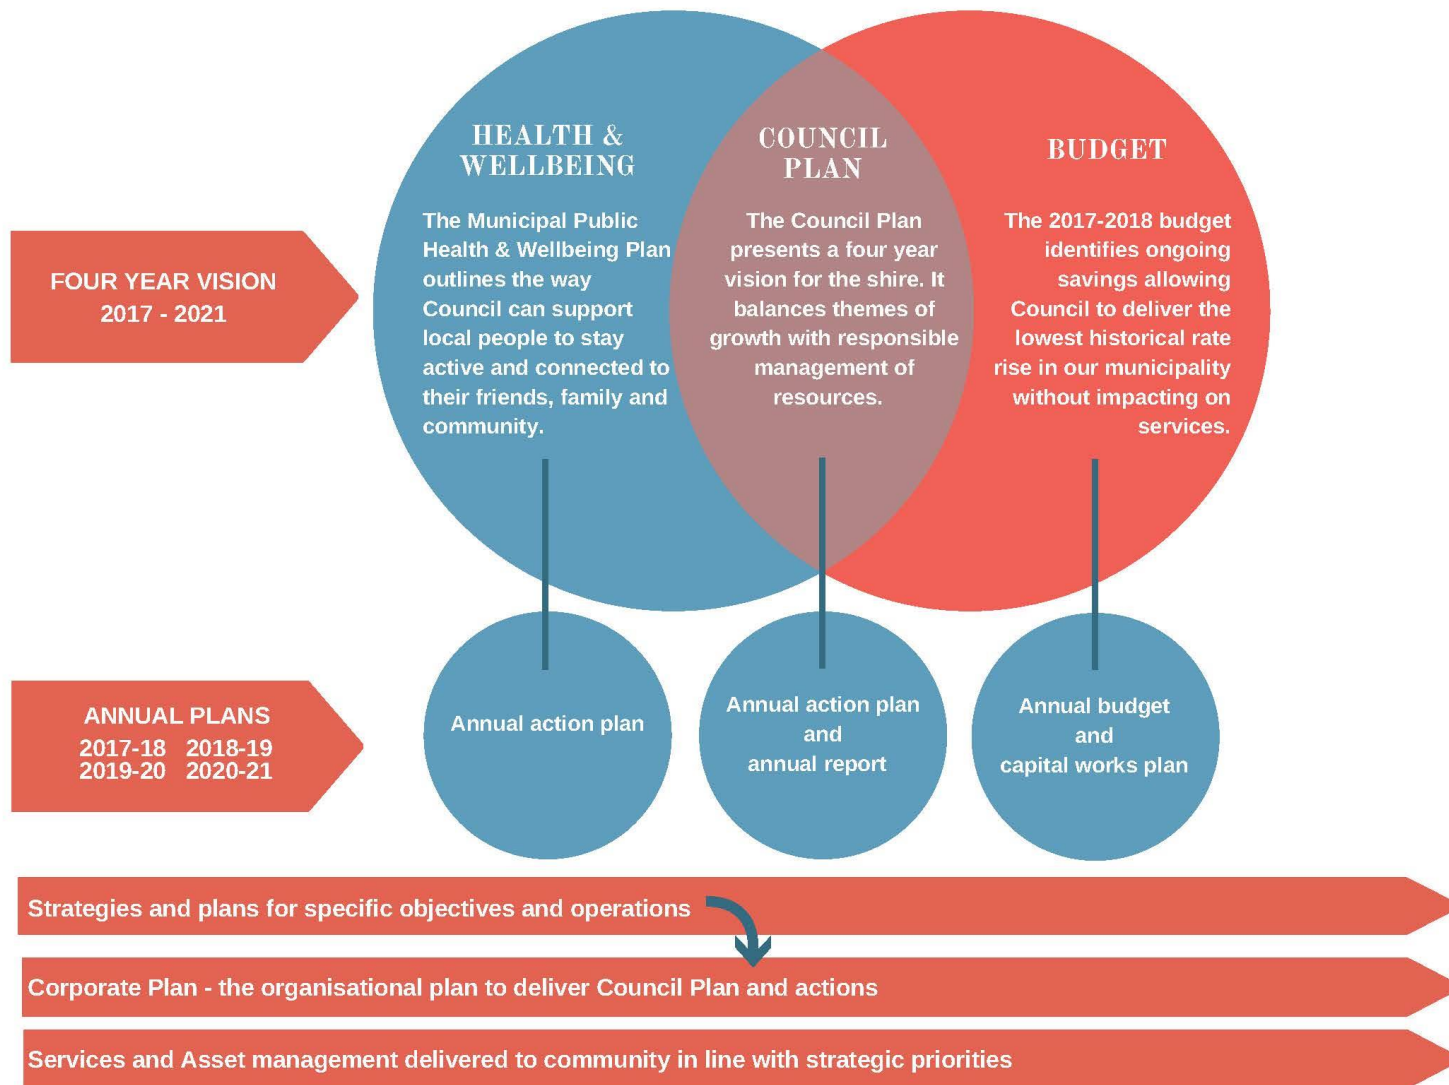 HEALTH &
WELLBEING
The Municipal Public
Health & Wellbeing Plan
outlines the way
Council can support
local people to stay
active and connected to
their friends, family and
community.
COUNCIL
PLAN
The Council Plan
presents a four year
vision for the shire. It
balances themes of
growth with responsible
management of
resources.
BUDGET
The 2017-2018 budget
identifies ongoing
savings allowing
Council to deliver the
lowest historical rate
rise in our municipality
without impacting on
services.
FOUR YEAR VISION
2017 - 2021
ANNUAL PLANS
2017-18 2018-19
2019-20 2020-21
Annual action plan
Annual action plan
and
annual report
Annual budget
and
capital works plan
Strategies and plans for specific objectives and operations
Corporate Plan - the organisational plan to deliver Council Plan and actions
Services and Asset management delivered to community in line with strategic priorities